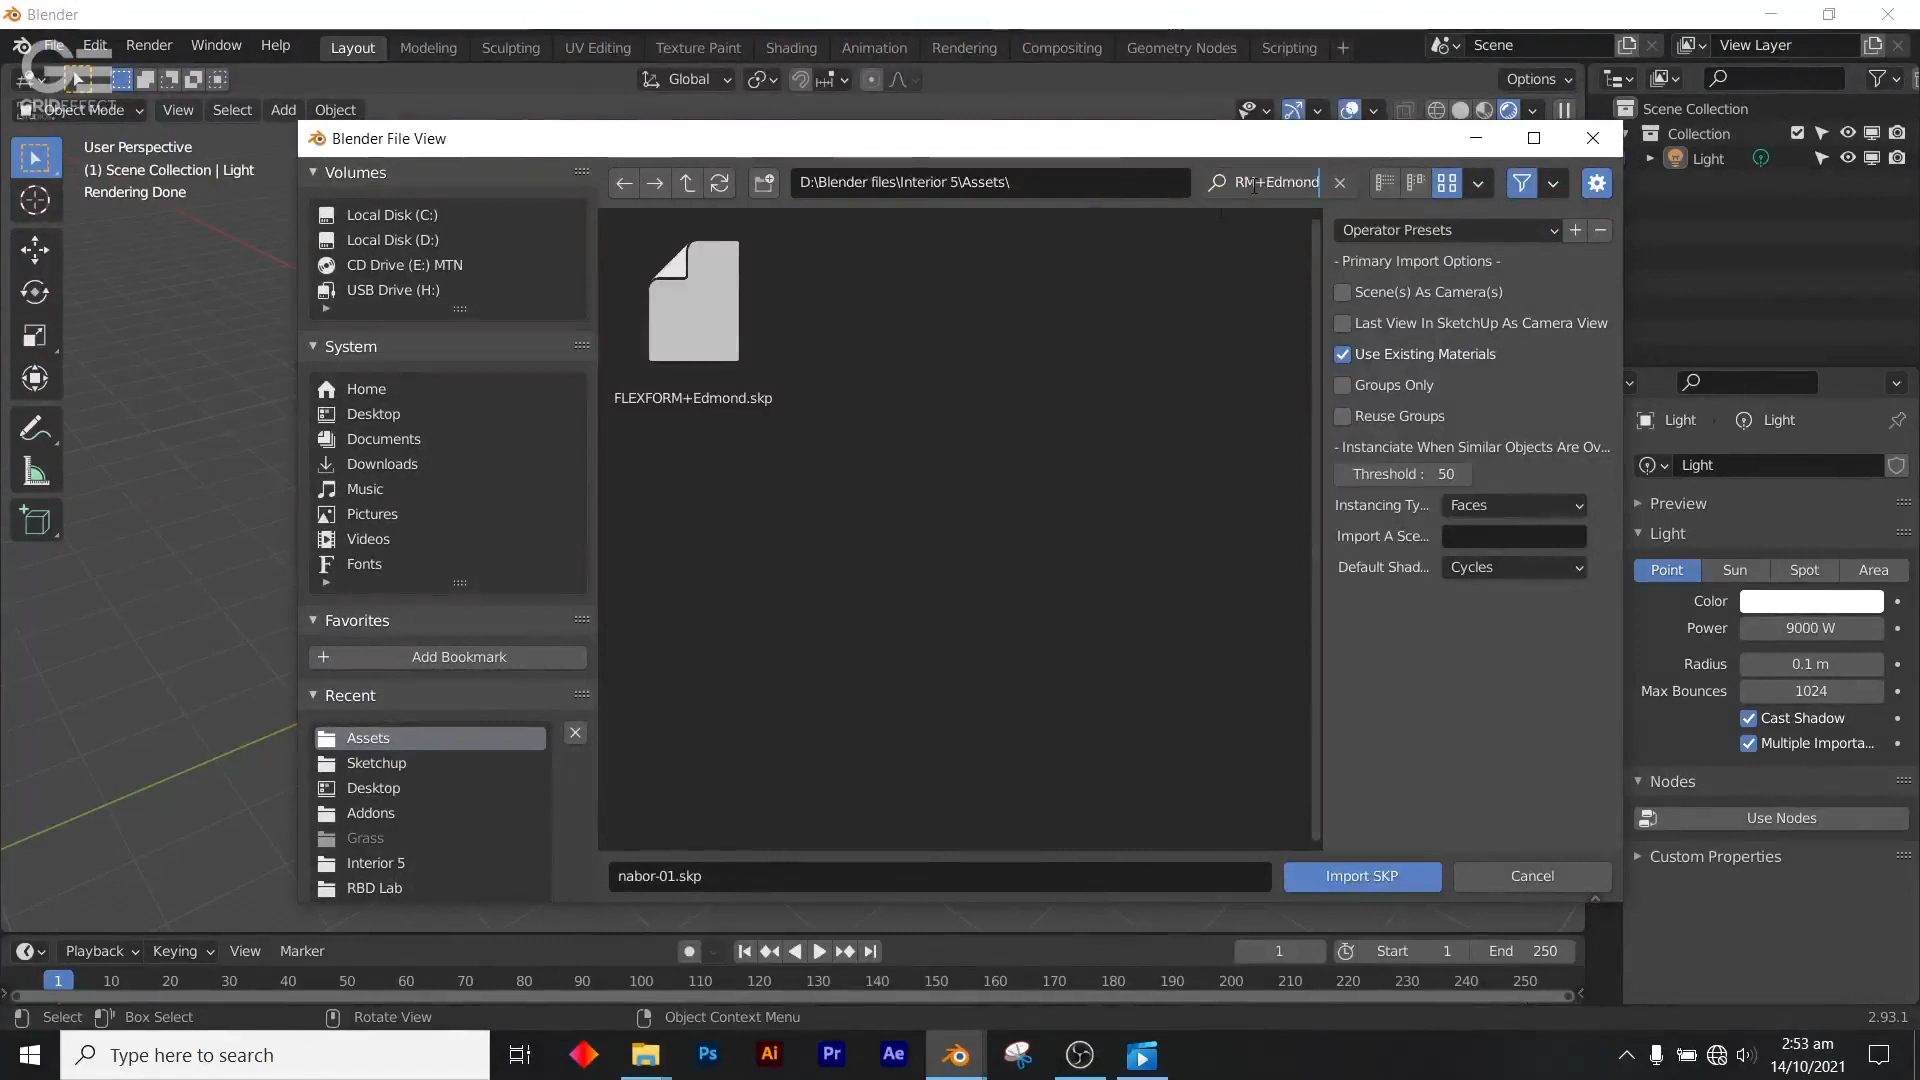 Blender
File Edit Render Window Help
Layout Modeling Sculpting UV Editing Texture Paint Shading Animation Rendering Compositing Geometry Nodes Scripting
Scene
View Layer
GE
GRIDEFFECT
Global
Options
Object Mode View Select Add Object
User Perspective
(1) Scene Collection | Light
Rendering Done
Scene Collection
Collection
Light
Blender File View
Volumes
Local Disk (C:)
Local Disk (D:)
CD Drive (E:) MTN
USB Drive (H:)
System
Home
Desktop
Documents
Downloads
Music
Pictures
Videos
Fonts
Favorites
Add Bookmark
Recent
Assets
Sketchup
Desktop
Addons
Grass
Interior 5
RBD Lab
D:\Blender files\Interior 5\Assets\
RM+Edmond
FLEXFORM+Edmond.skp
Operator Presets
- Primary Import Options -
Scene(s) As Camera(s)
Last View In SketchUp As Camera View
Use Existing Materials
Groups Only
Reuse Groups
- Instanciate When Similar Objects Are Ov...
Threshold : 50
Instancing Ty... Faces
Import A Sce...
Default Shad... Cycles
nabor-01.skp
Import SKP
Cancel
Light Light
Light
Preview
Light
Point Sun Spot Area
Color
Power 9000 W
Radius 0.1 m
Max Bounces 1024
Cast Shadow
Multiple Importa...
Nodes
Use Nodes
Custom Properties
Playback Keying View Marker
1
Start 1
End 250
1 10 20 30 40 50 60 70 80 90 100 110 120 130 140 150 160 170 180 190 200 210 220 230 240 250
Select Box Select Rotate View Object Context Menu
2.93.1
Type here to search
Ps Ai Pr Ae
2:53 am
14/10/2021